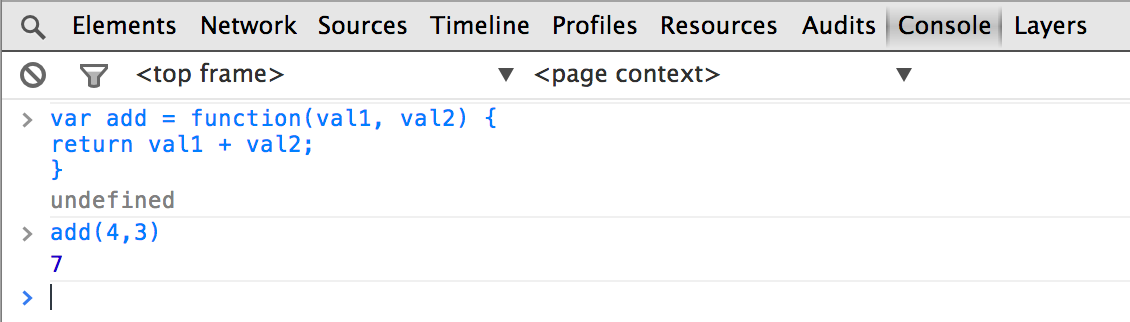 Elements Network Sources Timeline Profiles Resources Audits Console Layers
<top frame> ▼ <page context> ▼
> var add = function(val1, val2) {
return val1 + val2;
}
undefined
> add(4,3)
7
>